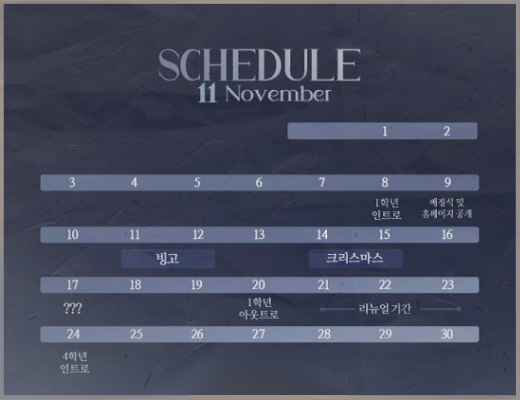 SCHEDULE
11 November
1 2
3 4 5 6 7 8 9
1학년
인트로
배정식 및
홈페이지 공개
10 11 12 13 14 15 16
빙고
크리스마스
17 18 19 20 21 22 23
???
1학년
아웃트로
리뉴얼 기간
24 25 26 27 28 29 30
4학년
인트로